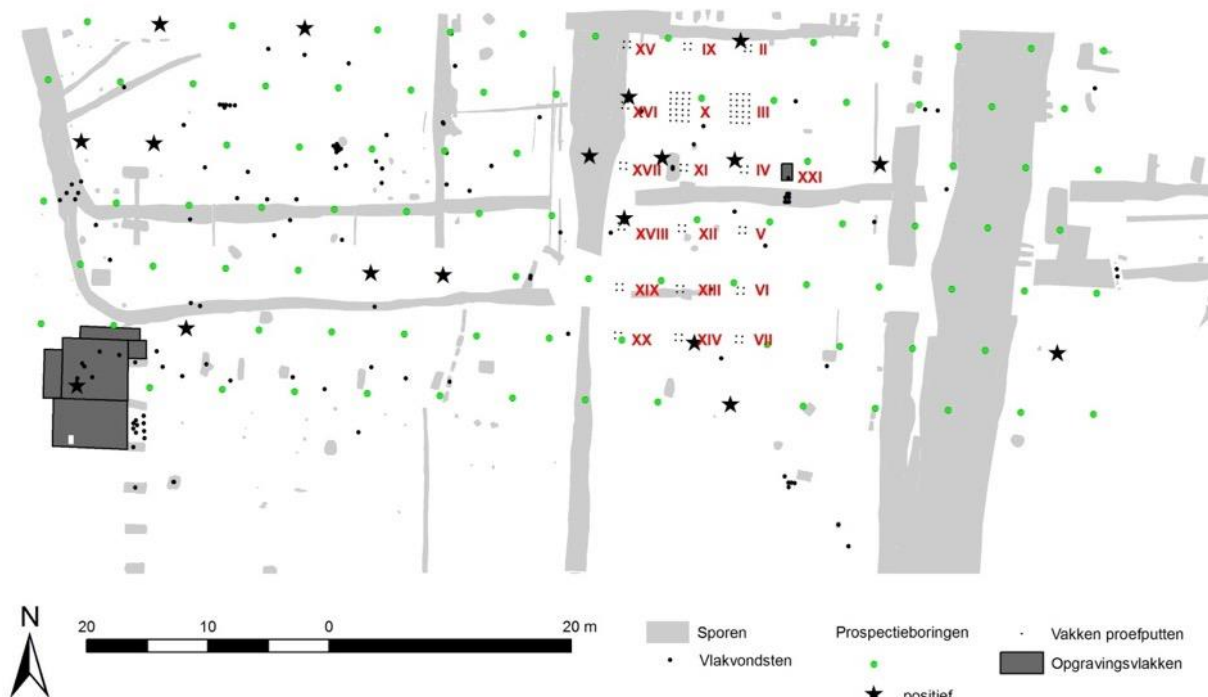 XV IX II
XVI X III
XVII XI IV
XXI
XVIII XII V
XIX XIII VI
XX XIV VII
N
20 10 0 20 m
Sporen
Vlakvondsten
Prospectieboringen
positief
Vakken proefputten
Opgravingsvlakken